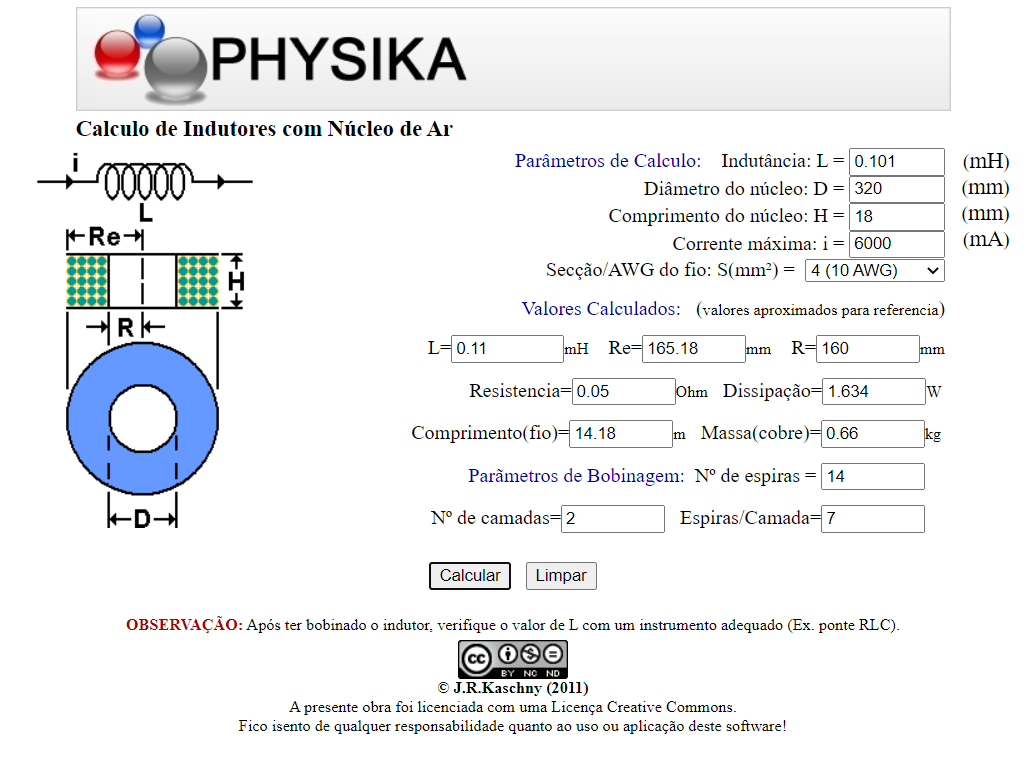 PHYSIKA
Calculo de Indutores com Núcleo de Ar
i
L
Re
H
R
D
Parâmetros de Calculo: Indutância: L = 0.101 (mH)
Diâmetro do núcleo: D = 320 (mm)
Comprimento do núcleo: H = 18 (mm)
Corrente máxima: i = 6000 (mA)
Secção/AWG do fio: S(mm²) = 4 (10 AWG)
Valores Calculados: (valores aproximados para referencia)
L= 0.11 mH Re= 165.18 mm R= 160 mm
Resistencia= 0.05 Ohm Dissipação= 1.634 W
Comprimento(fio)= 14.18 m Massa(cobre)= 0.66 kg
Parâmetros de Bobinagem: Nº de espiras = 14
Nº de camadas= 2 Espiras/Camada= 7
Calcular Limpar
OBSERVAÇÃO: Após ter bobinado o indutor, verifique o valor de L com um instrumento adequado (Ex. ponte RLC).
cc BY NC ND
© J.R.Kaschny (2011)
A presente obra foi licenciada com uma Licença Creative Commons.
Fico isento de qualquer responsabilidade quanto ao uso ou aplicação deste software!